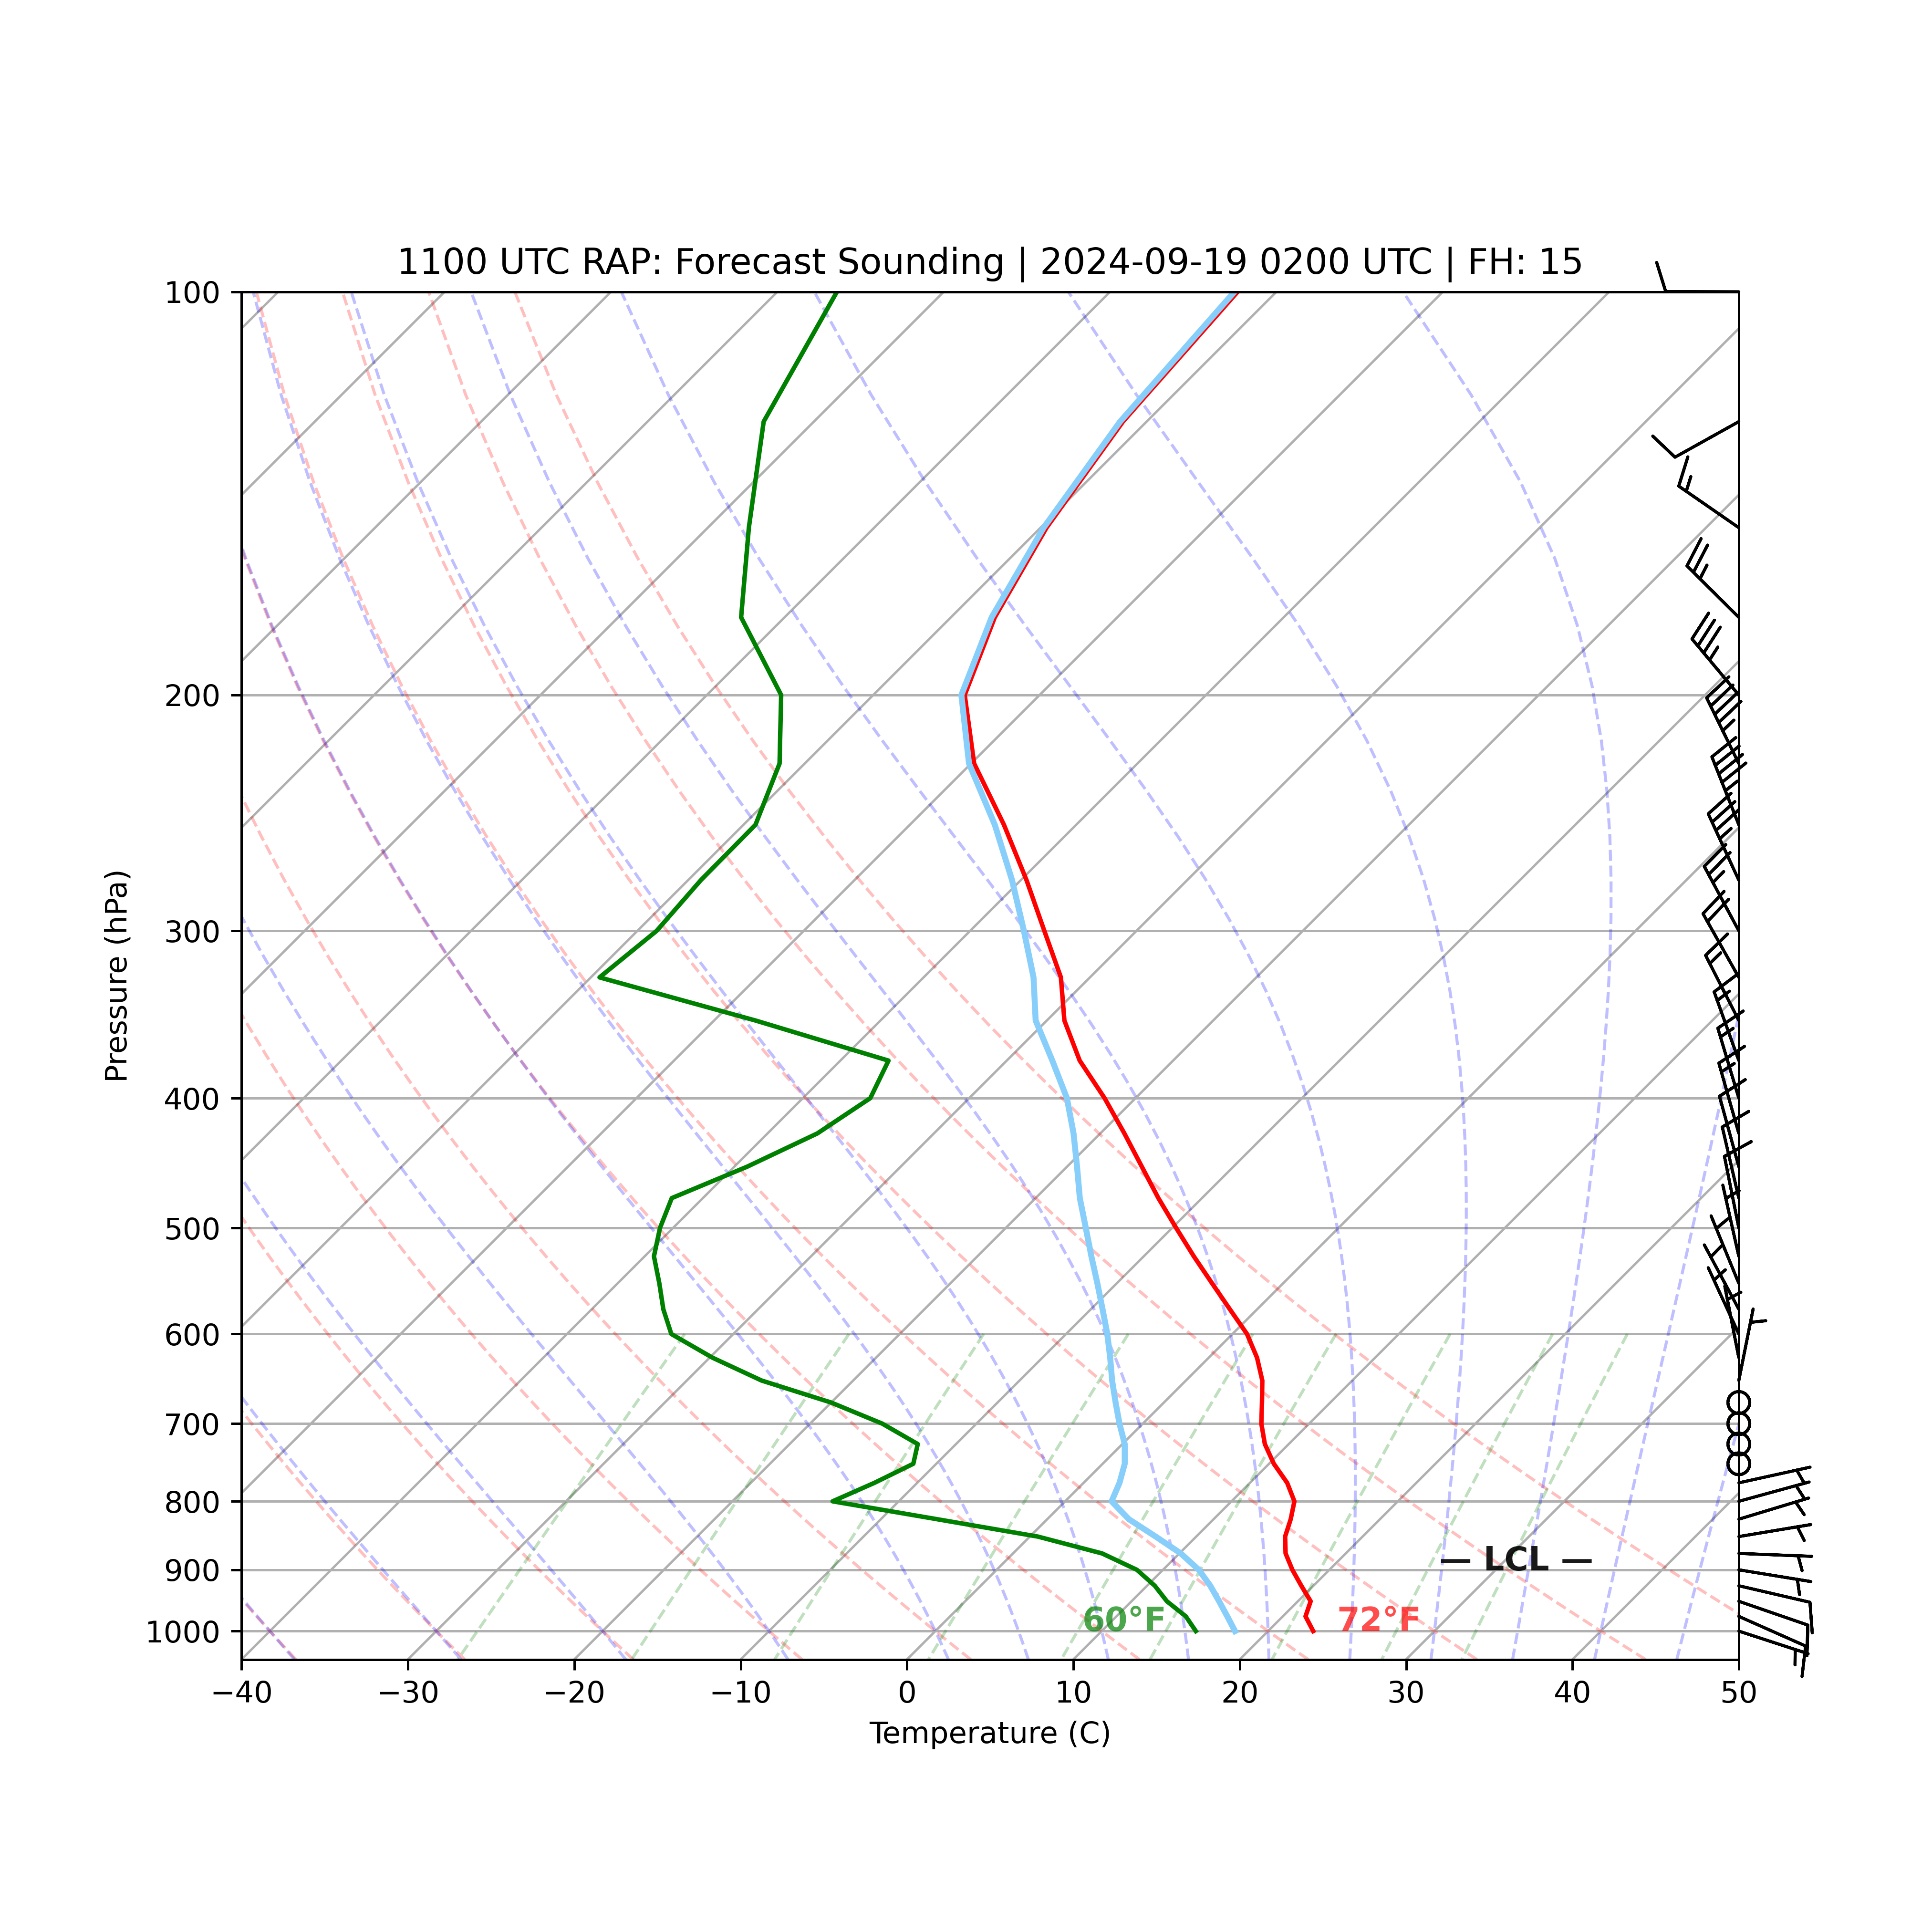 1100 UTC RAP: Forecast Sounding | 2024-09-19 0200 UTC | FH: 15
100
200
300
400
500
600
700
800
900
1000
Pressure (hPa)
— LCL —
60°F
72°F
−40 −30 −20 −10 0 10 20 30 40 50
Temperature (C)